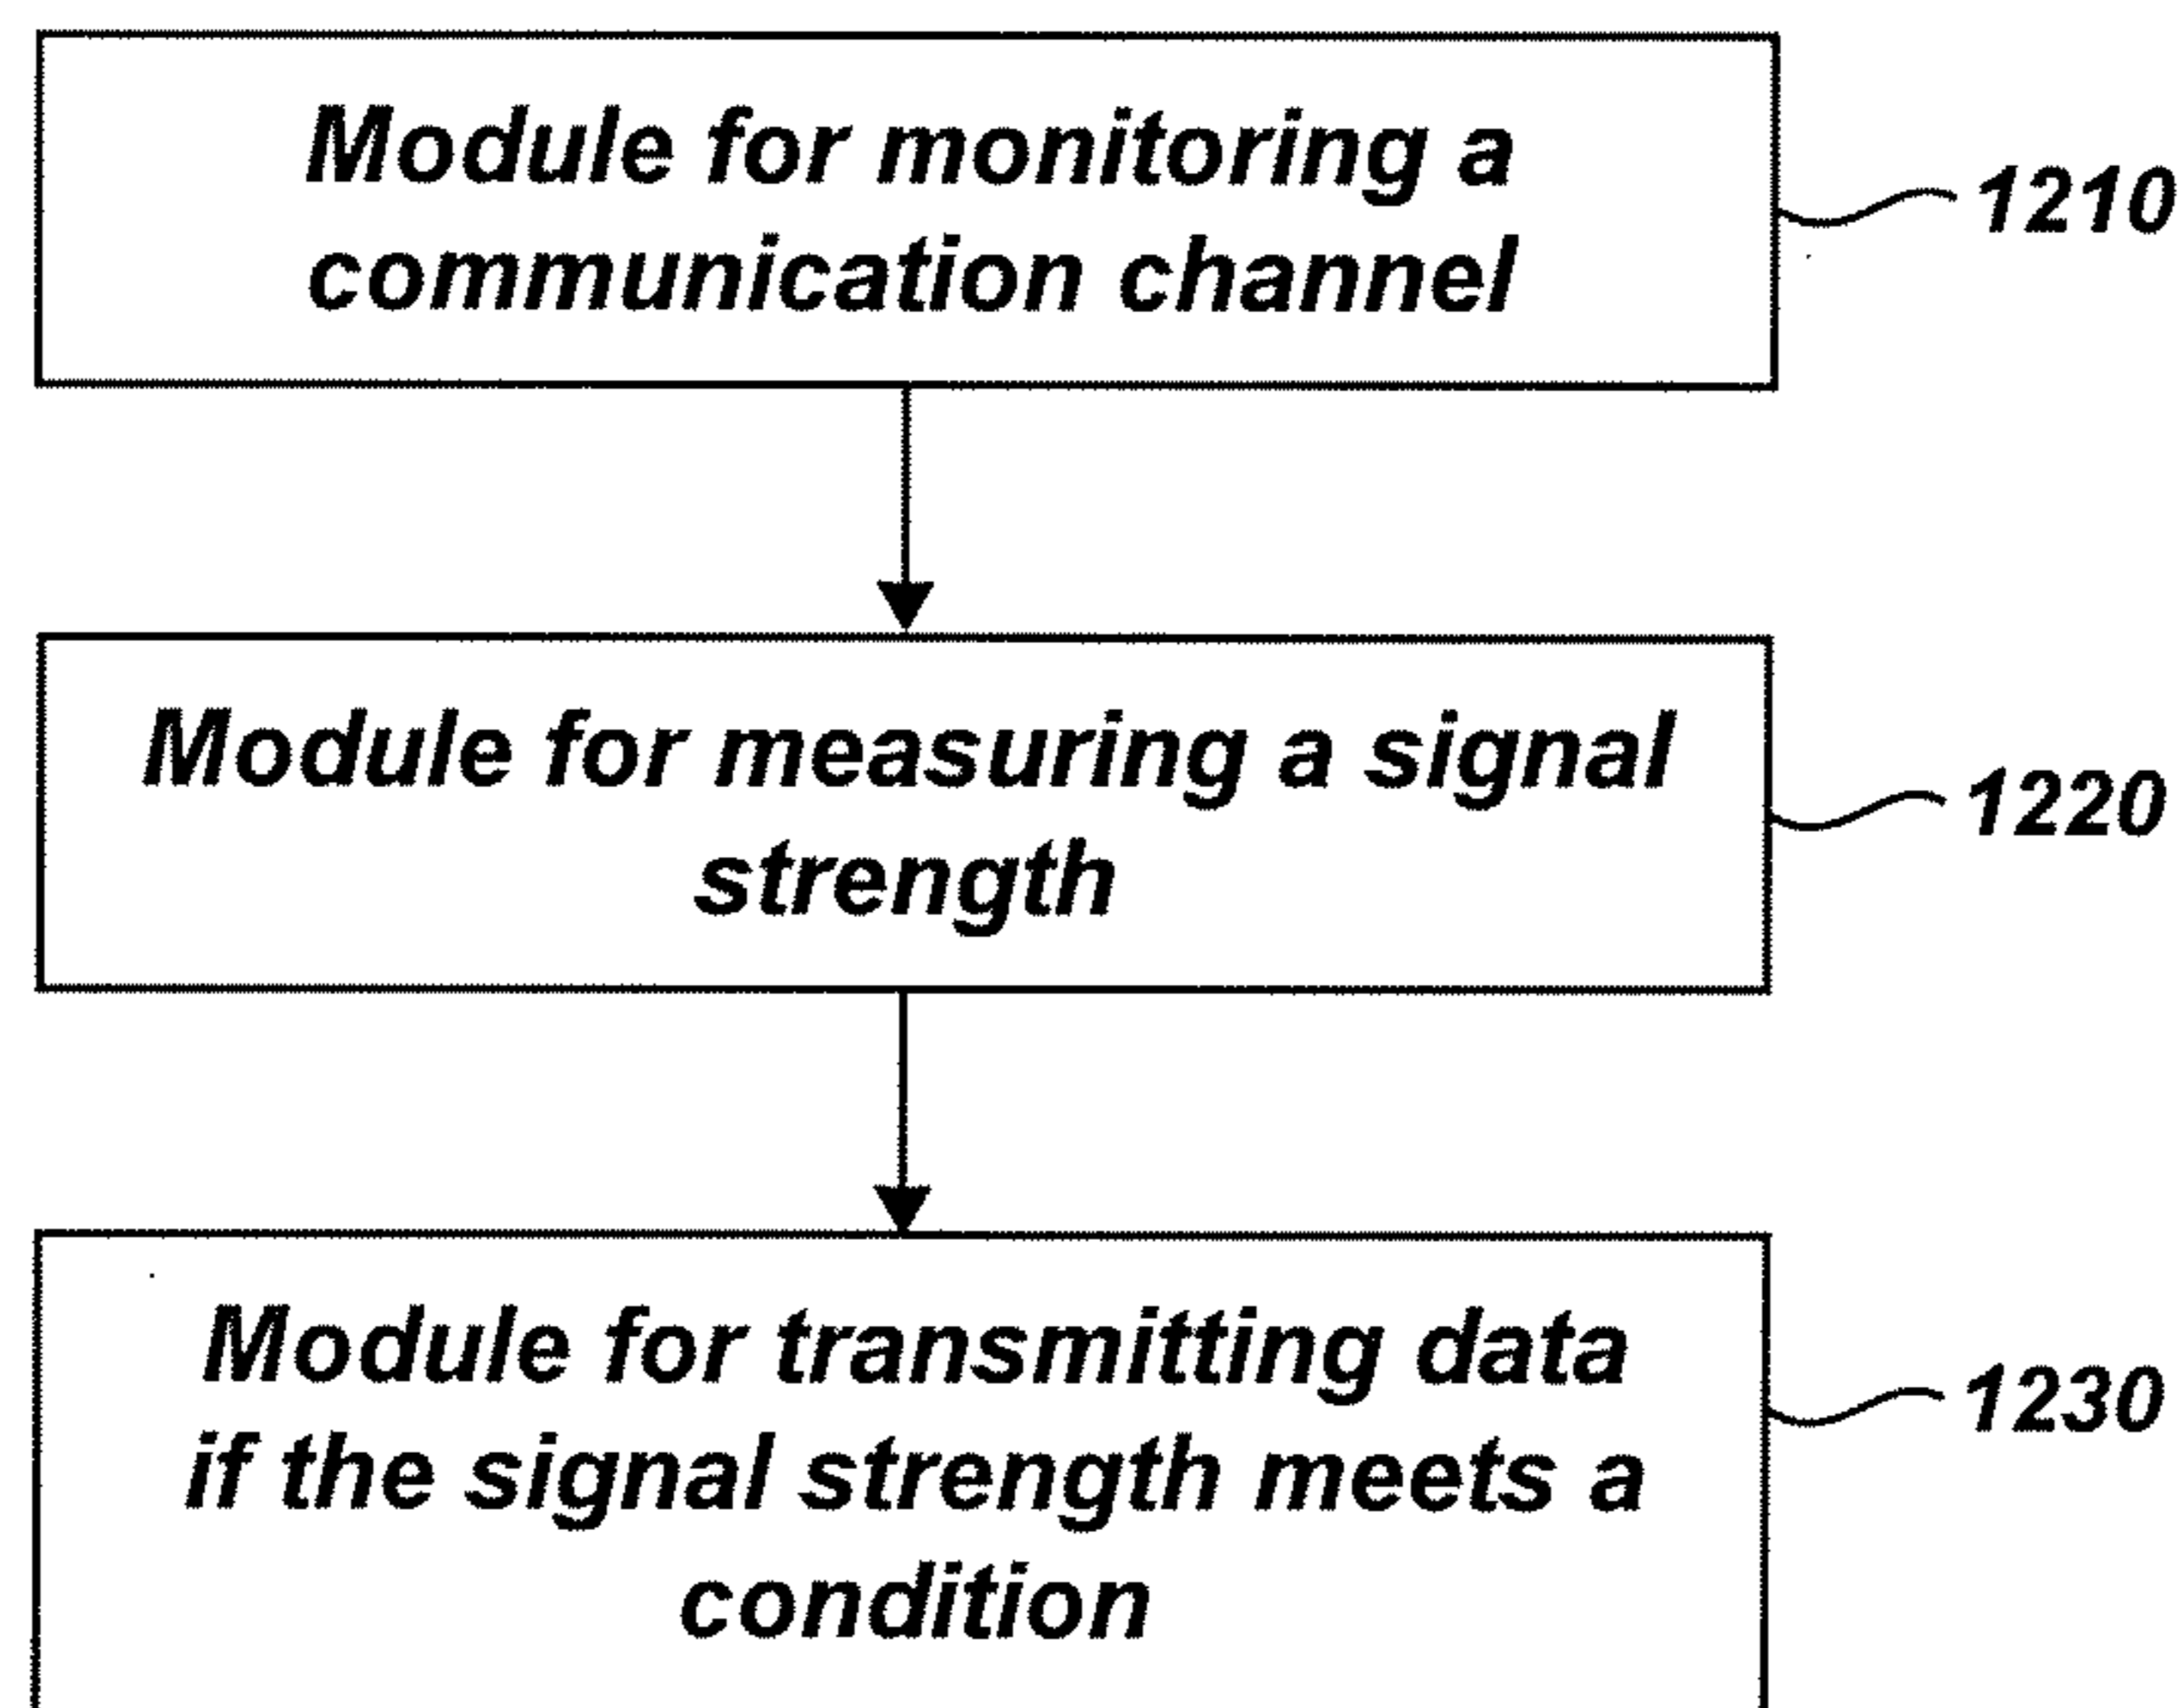 Module for monitoring a
communication channel
1210
Module for measuring a signal
strength
1220
Module for transmitting data
if the signal strength meets a
condition
1230